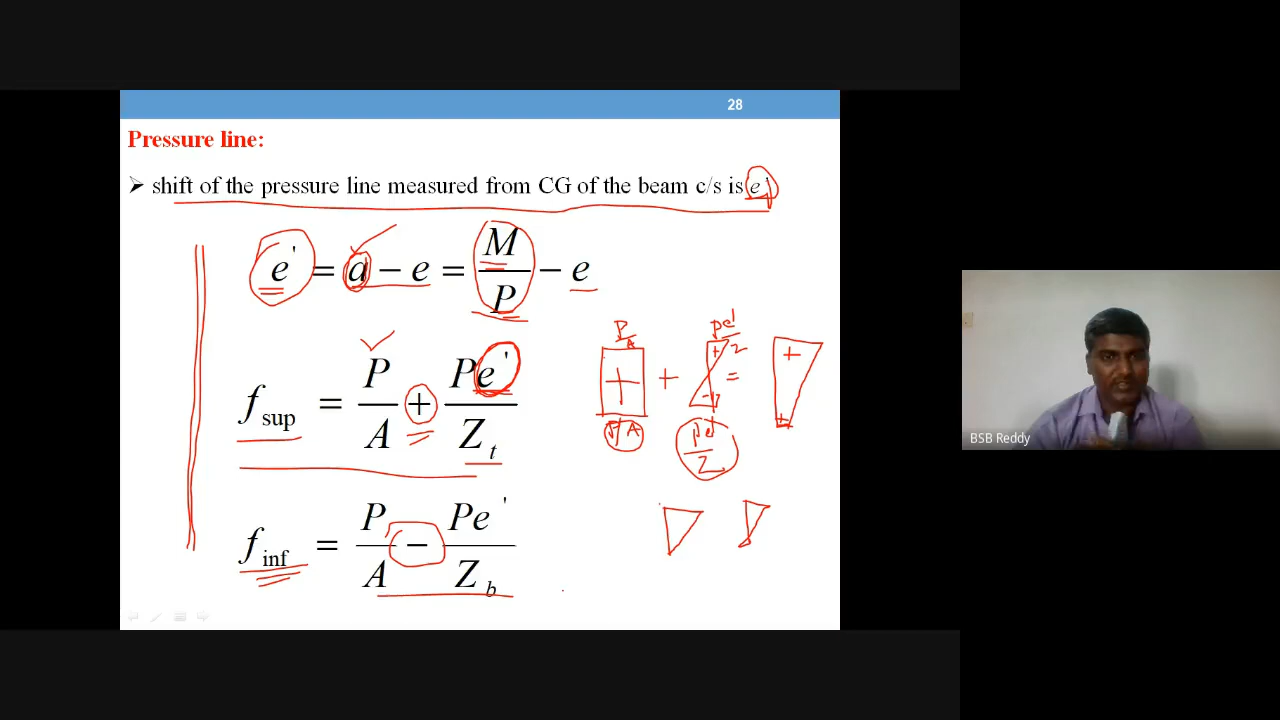 28
Pressure line:
➢ shift of the pressure line measured from CG of the beam c/s is e'
e' = a − e = M/P − e
f_sup = P/A + Pe'/Z_t
f_inf = P/A − Pe'/Z_b
P/A
+
+
Pe'/Z
+
−
=
+
+
P/A
Pe'/Z
BSB Reddy